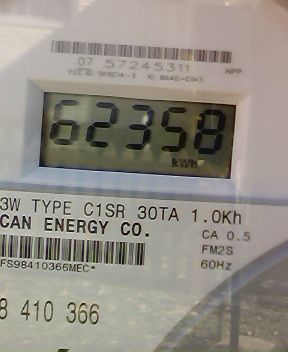 07 57245311
HPP
62358
kWh
3W TYPE C1SR 30TA 1.0Kh
CAN ENERGY CO.
CA 0.5
FM2S
60Hz
FS98410366MEC*
8 410 366